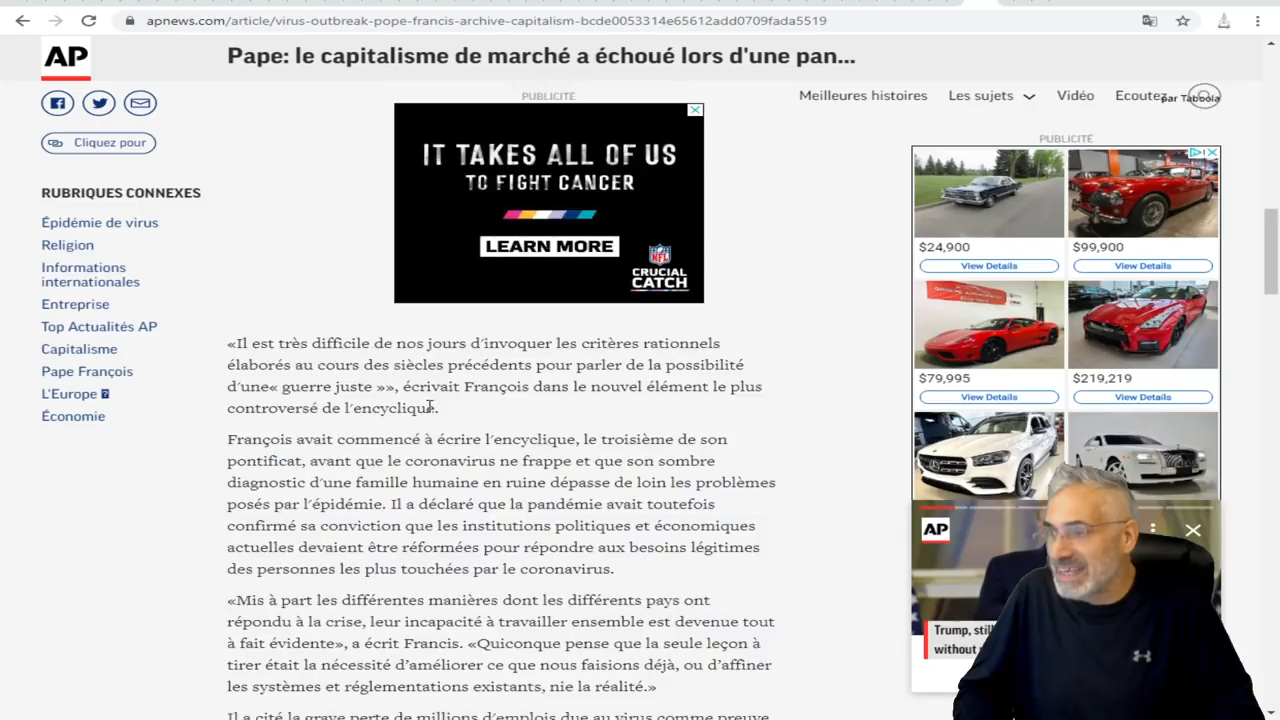 apnews.com/article/virus-outbreak-pope-francis-archive-capitalism-bcde0053314e65612add0709fada5519
AP
Pape: le capitalisme de marché a échoué lors d'une pan...
Meilleures histoires
Les sujets
Vidéo
Ecoutez
par Taboola
Cliquez pour
RUBRIQUES CONNEXES
Épidémie de virus
Religion
Informations
internationales
Entreprise
Top Actualités AP
Capitalisme
Pape François
L'Europe
Économie
PUBLICITÉ
IT TAKES ALL OF US
TO FIGHT CANCER
LEARN MORE
NFL
CRUCIAL
CATCH
«Il est très difficile de nos jours d'invoquer les critères rationnels
élaborés au cours des siècles précédents pour parler de la possibilité
d'une« guerre juste »», écrivait François dans le nouvel élément le plus
controversé de l'encyclique.
François avait commencé à écrire l'encyclique, le troisième de son
pontificat, avant que le coronavirus ne frappe et que son sombre
diagnostic d'une famille humaine en ruine dépasse de loin les problèmes
posés par l'épidémie. Il a déclaré que la pandémie avait toutefois
confirmé sa conviction que les institutions politiques et économiques
actuelles devaient être réformées pour répondre aux besoins légitimes
des personnes les plus touchées par le coronavirus.
«Mis à part les différentes manières dont les différents pays ont
répondu à la crise, leur incapacité à travailler ensemble est devenue tout
à fait évidente», a écrit Francis. «Quiconque pense que la seule leçon à
tirer était la nécessité d'améliorer ce que nous faisions déjà, ou d'affiner
les systèmes et réglementations existants, nie la réalité.»
Il a cité la grave perte de millions d'emplois due au virus comme preuve
PUBLICITÉ
$24,900
$99,900
View Details
View Details
$79,995
$219,219
View Details
View Details
AP
Trump, still
without